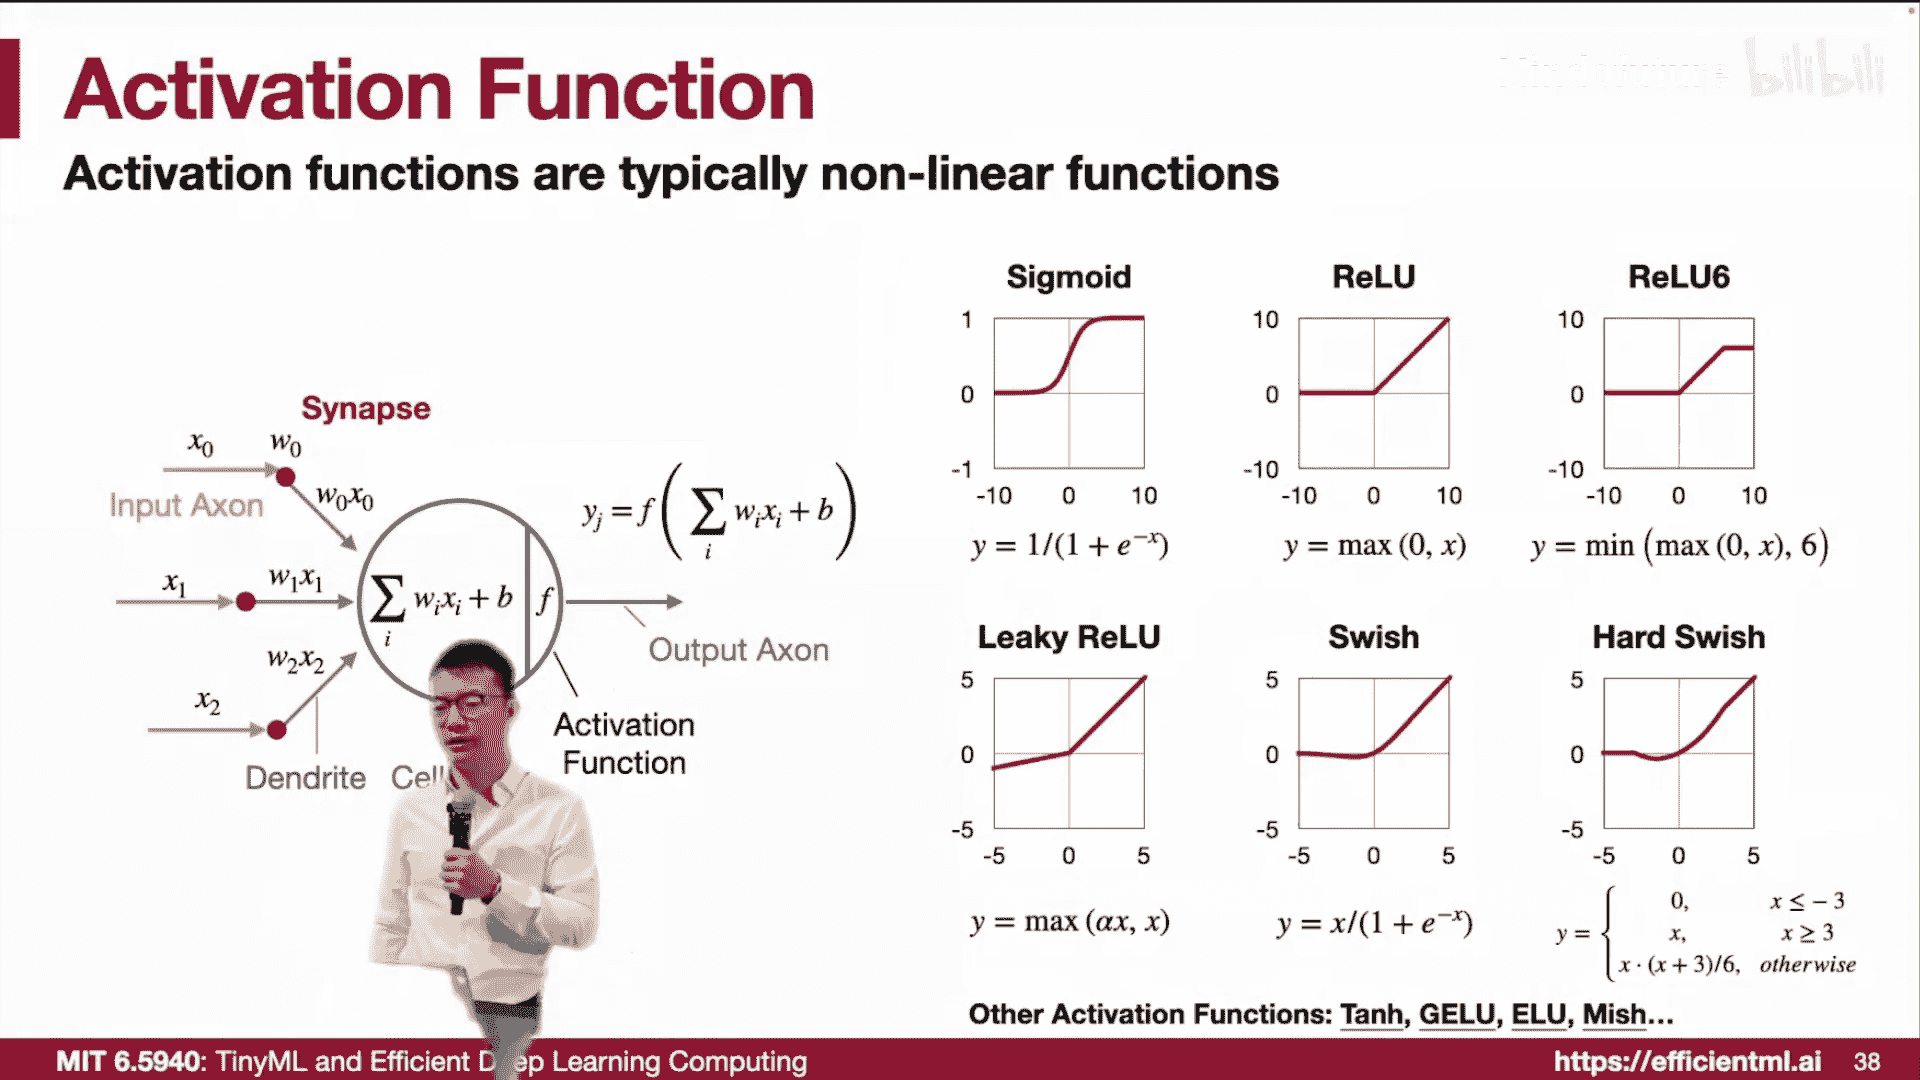 Activation Function
bilibili
Activation functions are typically non-linear functions
Synapse
x₀ w₀
Input Axon
w₀x₀
x₁ w₁x₁
w₂x₂
x₂
Dendrite Cell
∑ᵢ wᵢxᵢ + b f
yⱼ = f(∑ᵢ wᵢxᵢ + b)
Output Axon
Activation
Function
Sigmoid
1
0
-1
-10 0 10
y = 1/(1 + e⁻ˣ)
ReLU
10
0
-10
-10 0 10
y = max (0, x)
ReLU6
10
0
-10
-10 0 10
y = min (max (0, x), 6)
Leaky ReLU
5
0
-5
-5 0 5
y = max (αx, x)
Swish
5
0
-5
-5 0 5
y = x/(1 + e⁻ˣ)
Hard Swish
5
0
-5
-5 0 5
y = { 0, x ≤ − 3
x, x ≥ 3
x · (x + 3)/6, otherwise
Other Activation Functions: Tanh, GELU, ELU, Mish...
MIT 6.5940: TinyML and Efficient Deep Learning Computing
https://efficientml.ai 38